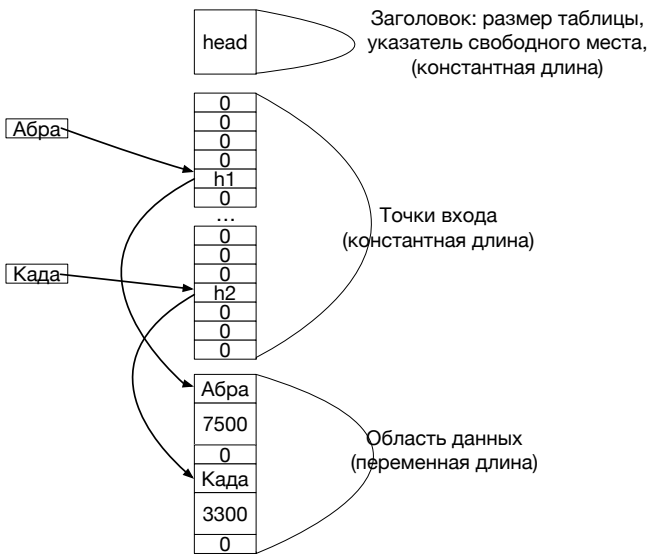 head
Заголовок: размер таблицы,
указатель свободного места,
(константная длина)
0
0
0
0
h1
0
...
0
0
0
h2
0
0
0
Абра
Када
Точки входа
(константная длина)
Абра
7500
0
Када
3300
0
Область данных
(переменная длина)